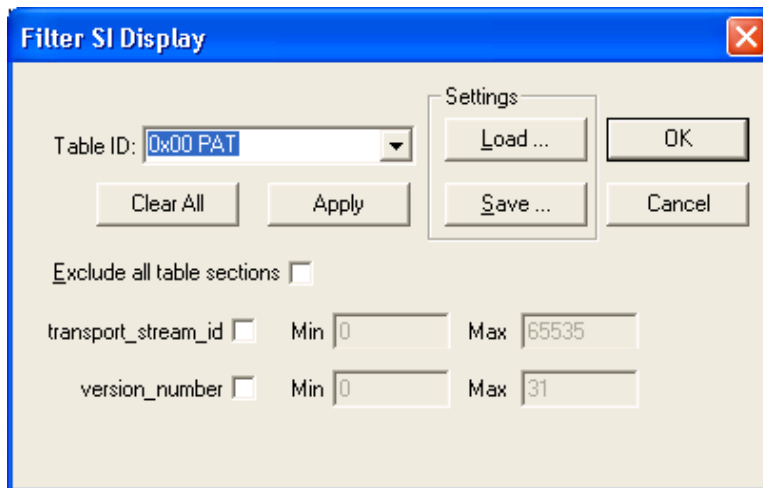 Filter SI Display
Settings
Table ID: 0x00 PAT Load ... OK
Clear All Apply Save ... Cancel
Exclude all table sections
transport_stream_id Min 0 Max 65535
version_number Min 0 Max 31